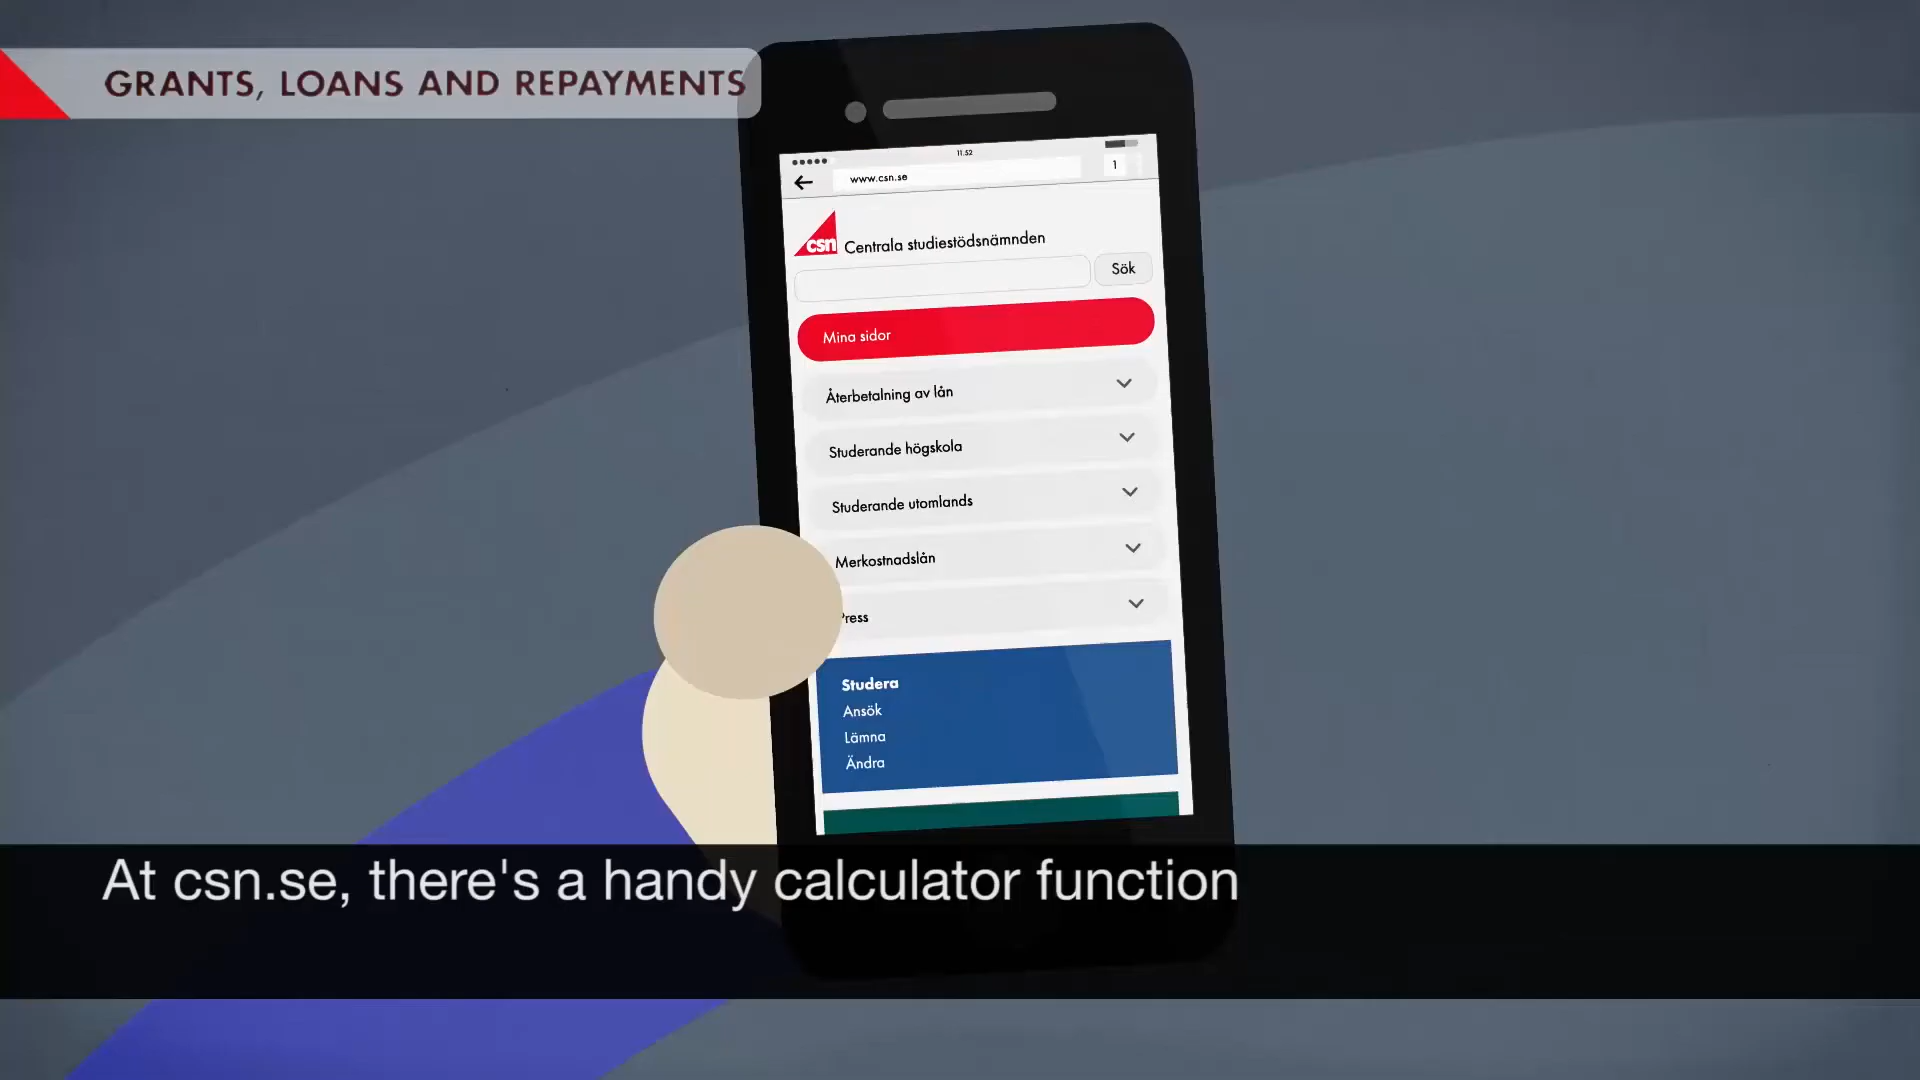 GRANTS, LOANS AND REPAYMENTS
11.52
www.csn.se
1
csn
Centrala studiestödsnämnden
Sök
Mina sidor
Återbetalning av lån
Studerande högskola
Studerande utomlands
Merkostnadslån
Press
Studera
Ansök
Lämna
Ändra
At csn.se, there's a handy calculator function